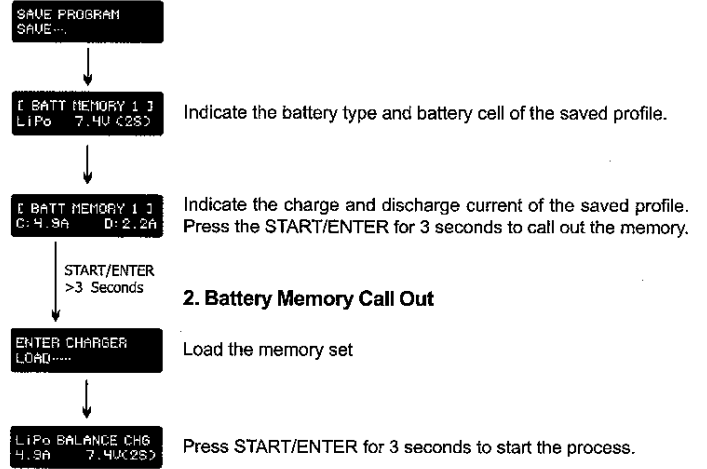 SAVE PROGRAM
SAVE....
[ BATT MEMORY 1 ]
LiPo 7.4V (2S)
Indicate the battery type and battery cell of the saved profile.
[ BATT MEMORY 1 ]
C:4.9A D:2.2A
Indicate the charge and discharge current of the saved profile.
Press the START/ENTER for 3 seconds to call out the memory.
START/ENTER
>3 Seconds
2. Battery Memory Call Out
ENTER CHARGER
LOAD.....
Load the memory set
LiPo BALANCE CHG
4.9A 7.4V(2S)
Press START/ENTER for 3 seconds to start the process.